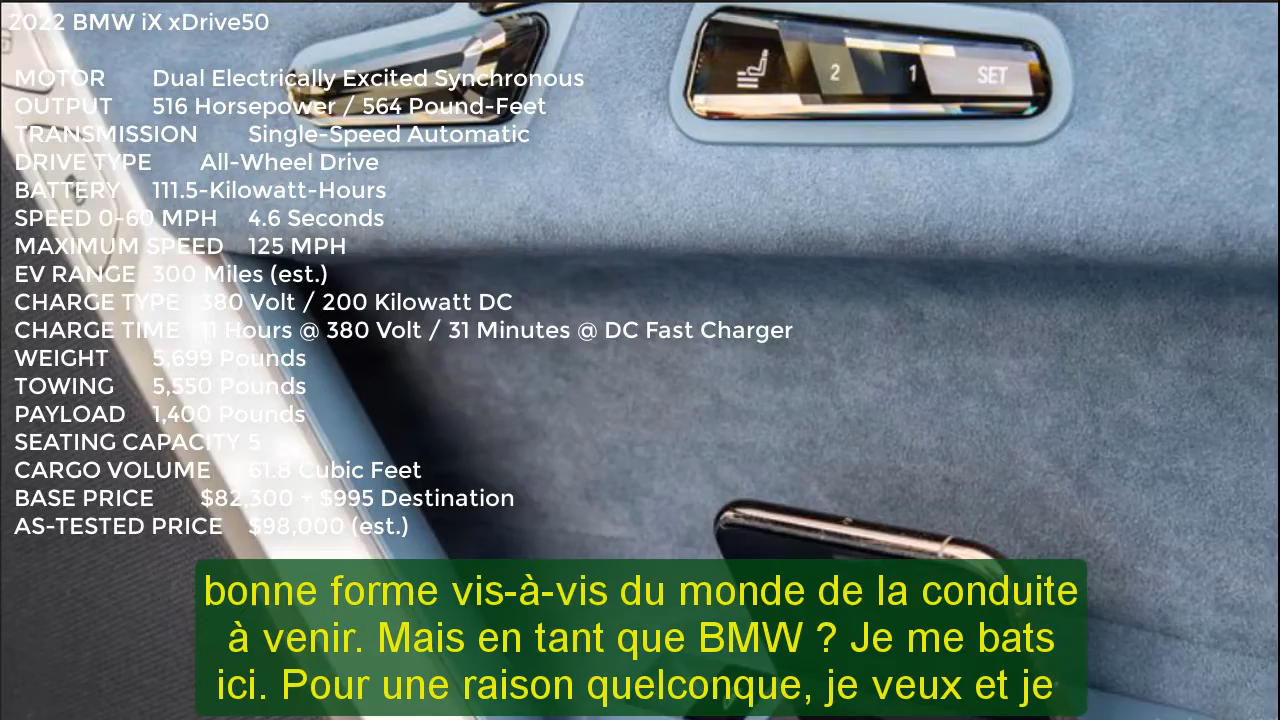 2022 BMW iX xDrive50
2 1 SET
MOTOR Dual Electrically Excited Synchronous
OUTPUT 516 Horsepower / 564 Pound-Feet
TRANSMISSION Single-Speed Automatic
DRIVE TYPE All-Wheel Drive
BATTERY 111.5-Kilowatt-Hours
SPEED 0-60 MPH 4.6 Seconds
MAXIMUM SPEED 125 MPH
EV RANGE 300 Miles (est.)
CHARGE TYPE 380 Volt / 200 Kilowatt DC
CHARGE TIME 11 Hours @ 380 Volt / 31 Minutes @ DC Fast Charger
WEIGHT 5,699 Pounds
TOWING 5,550 Pounds
PAYLOAD 1,400 Pounds
SEATING CAPACITY 5
CARGO VOLUME 61.8 Cubic Feet
BASE PRICE $82,300 + $995 Destination
AS-TESTED PRICE $98,000 (est.)
bonne forme vis-à-vis du monde de la conduite
à venir. Mais en tant que BMW ? Je me bats
ici. Pour une raison quelconque, je veux et je